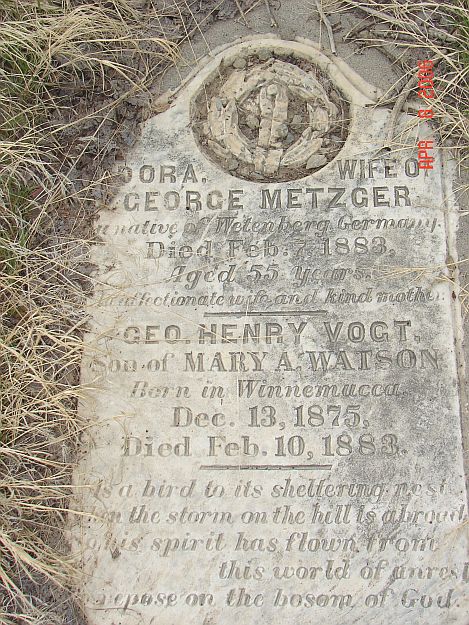 APR 8 2006
DORA, WIFE O
GEORGE METZGER
a native of Wetenberg Germany.
Died Feb. 7, 1883,
Aged 55 Years.
affectionate wife and kind mother
GEO. HENRY VOGT,
Son of MARY A. WATSON
Born in Winnemucca.
Dec. 13, 1875,
Died Feb. 10, 1883.
As a bird to its sheltering nest
the storm on the hill is abroad
his spirit has flown from
this world of unrest
repose on the bosom of God.